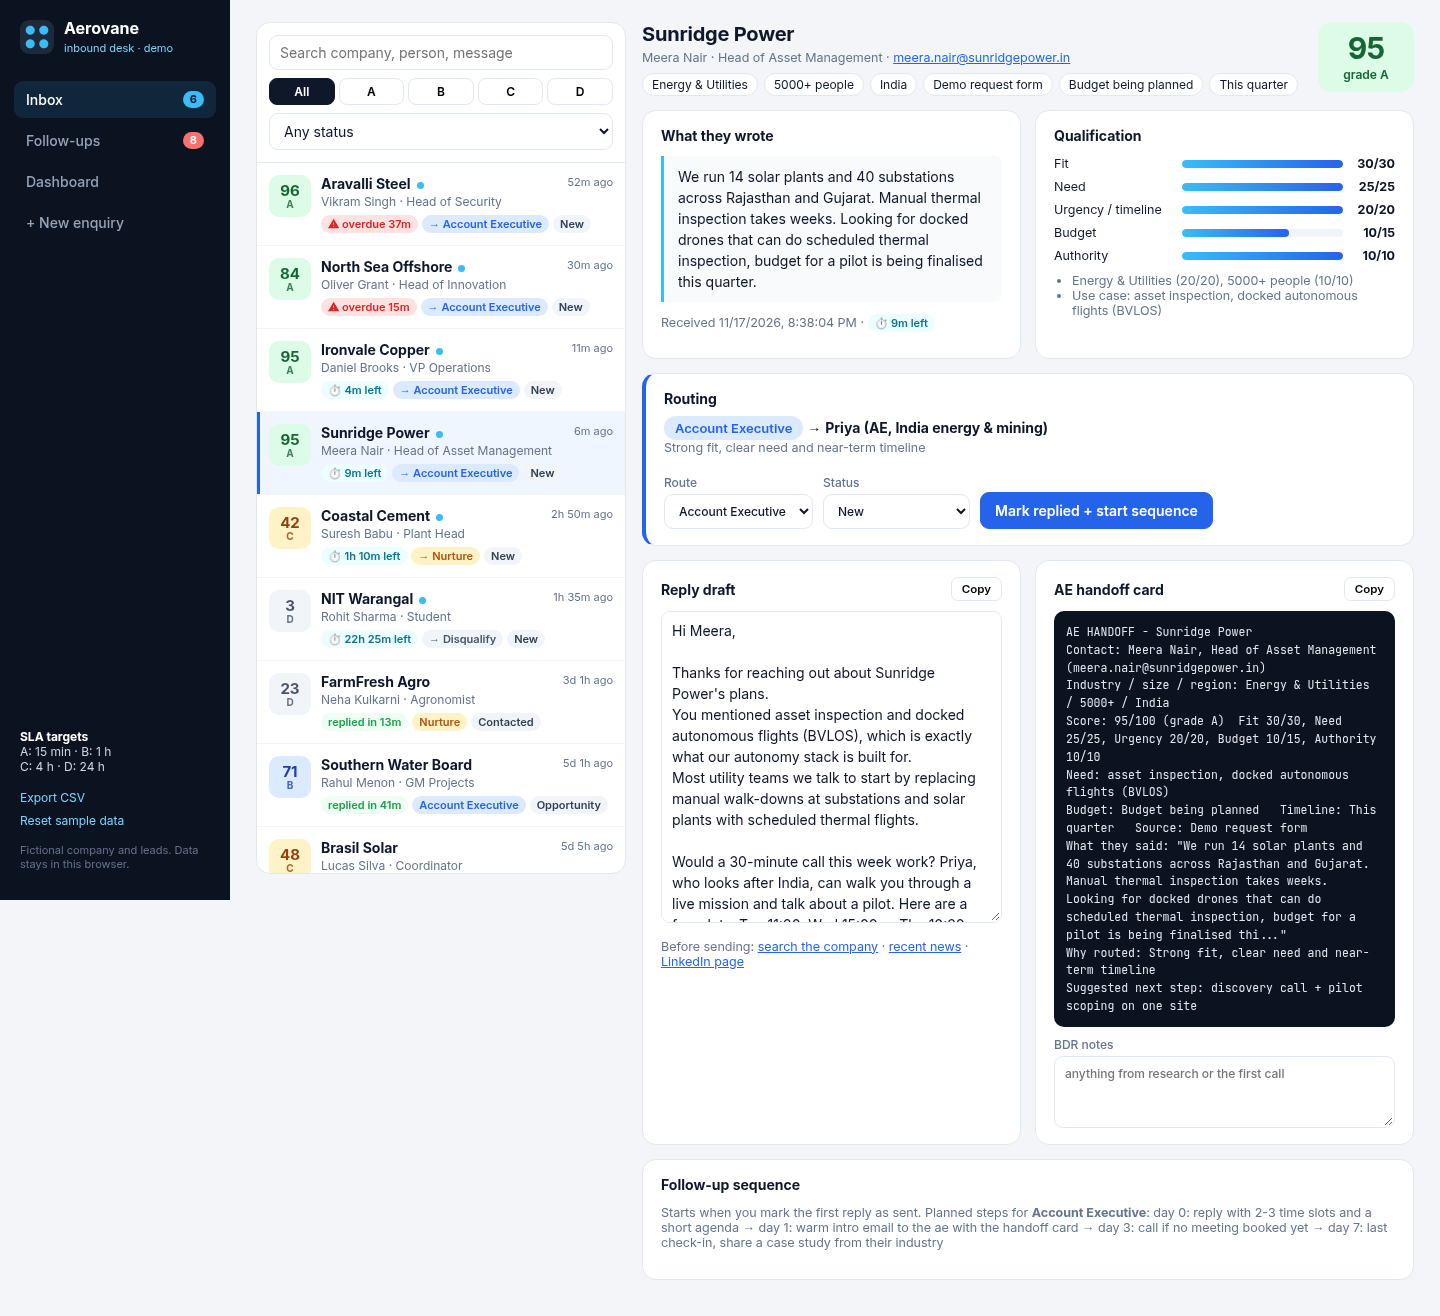 Aerovane
inbound desk · demo
Inbox 6
Follow-ups 8
Dashboard
+ New enquiry
SLA targets
A: 15 min · B: 1 h
C: 4 h · D: 24 h
Export CSV
Reset sample data
Fictional company and leads. Data
stays in this browser.
Search company, person, message
All A B C D
Any status
96 A Aravalli Steel 52m ago
Vikram Singh · Head of Security
overdue 37m → Account Executive New
84 A North Sea Offshore 30m ago
Oliver Grant · Head of Innovation
overdue 15m → Account Executive New
95 A Ironvale Copper 11m ago
Daniel Brooks · VP Operations
4m left → Account Executive New
95 A Sunridge Power 6m ago
Meera Nair · Head of Asset Management
9m left → Account Executive New
42 C Coastal Cement 2h 50m ago
Suresh Babu · Plant Head
1h 10m left → Nurture New
3 D NIT Warangal 1h 35m ago
Rohit Sharma · Student
22h 25m left → Disqualify New
23 D FarmFresh Agro 3d 1h ago
Neha Kulkarni · Agronomist
replied in 13m Nurture Contacted
71 B Southern Water Board 5d 1h ago
Rahul Menon · GM Projects
replied in 41m Account Executive Opportunity
48 C Brasil Solar 5d 5h ago
Lucas Silva · Coordinator
Sunridge Power
Meera Nair · Head of Asset Management · meera.nair@sunridgepower.in
Energy & Utilities 5000+ people India Demo request form Budget being planned This quarter
95
grade A
What they wrote
We run 14 solar plants and 40 substations
across Rajasthan and Gujarat. Manual thermal
inspection takes weeks. Looking for docked
drones that can do scheduled thermal
inspection, budget for a pilot is being finalised
this quarter.
Received 11/17/2026, 8:38:04 PM · 9m left
Qualification
Fit 30/30
Need 25/25
Urgency / timeline 20/20
Budget 10/15
Authority 10/10
• Energy & Utilities (20/20), 5000+ people (10/10)
• Use case: asset inspection, docked autonomous
flights (BVLOS)
Routing
Account Executive → Priya (AE, India energy & mining)
Strong fit, clear need and near-term timeline
Route Status
Account Executive New Mark replied + start sequence
Reply draft Copy
Hi Meera,
Thanks for reaching out about Sunridge
Power's plans.
You mentioned asset inspection and docked
autonomous flights (BVLOS), which is exactly
what our autonomy stack is built for.
Most utility teams we talk to start by replacing
manual walk-downs at substations and solar
plants with scheduled thermal flights.
Would a 30-minute call this week work? Priya,
who looks after India, can walk you through a
live mission and talk about a pilot. Here are a
Before sending: search the company · recent news ·
LinkedIn page
AE handoff card Copy
AE HANDOFF - Sunridge Power
Contact: Meera Nair, Head of Asset Management
(meera.nair@sunridgepower.in)
Industry / size / region: Energy & Utilities
/ 5000+ / India
Score: 95/100 (grade A) Fit 30/30, Need
25/25, Urgency 20/20, Budget 10/15, Authority
10/10
Need: asset inspection, docked autonomous
flights (BVLOS)
Budget: Budget being planned Timeline: This
quarter Source: Demo request form
What they said: "We run 14 solar plants and
40 substations across Rajasthan and Gujarat.
Manual thermal inspection takes weeks.
Looking for docked drones that can do
scheduled thermal inspection, budget for a
pilot is being finalised thi..."
Why routed: Strong fit, clear need and near-
term timeline
Suggested next step: discovery call + pilot
scoping on one site
BDR notes
anything from research or the first call
Follow-up sequence
Starts when you mark the first reply as sent. Planned steps for Account Executive: day 0: reply with 2-3 time slots and a
short agenda → day 1: warm intro email to the ae with the handoff card → day 3: call if no meeting booked yet → day 7: last
check-in, share a case study from their industry